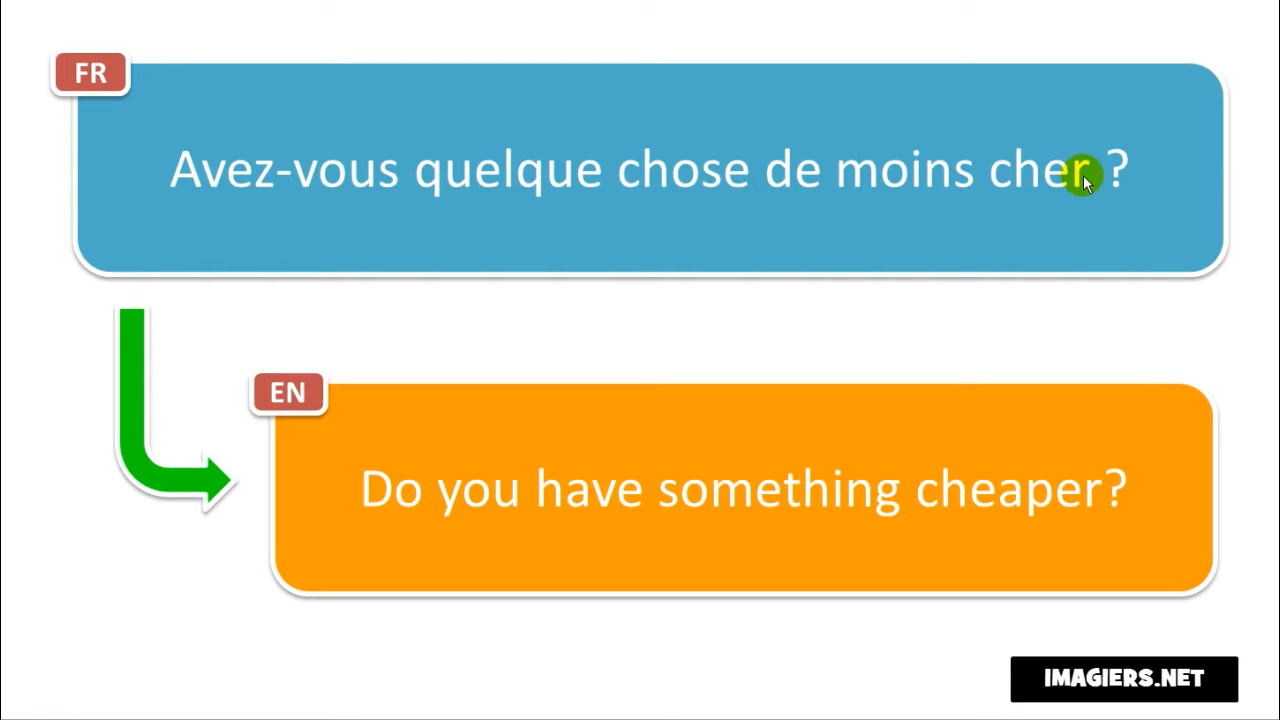 FR
Avez-vous quelque chose de moins cher ?
EN
Do you have something cheaper?
IMAGIERS.NET